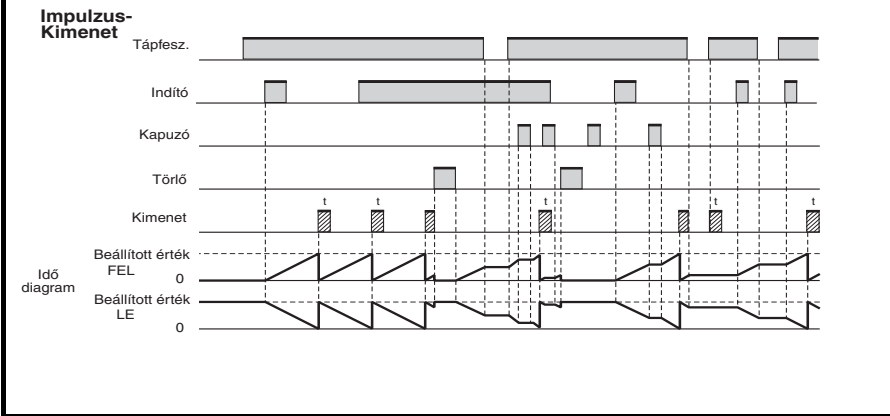 Impulzus-
Kimenet
Tápfesz.
Indító
Kapuzó
Törlő
t t t t t
Kimenet
Beállított érték
FEL
0
Idő
diagram
Beállított érték
LE
0